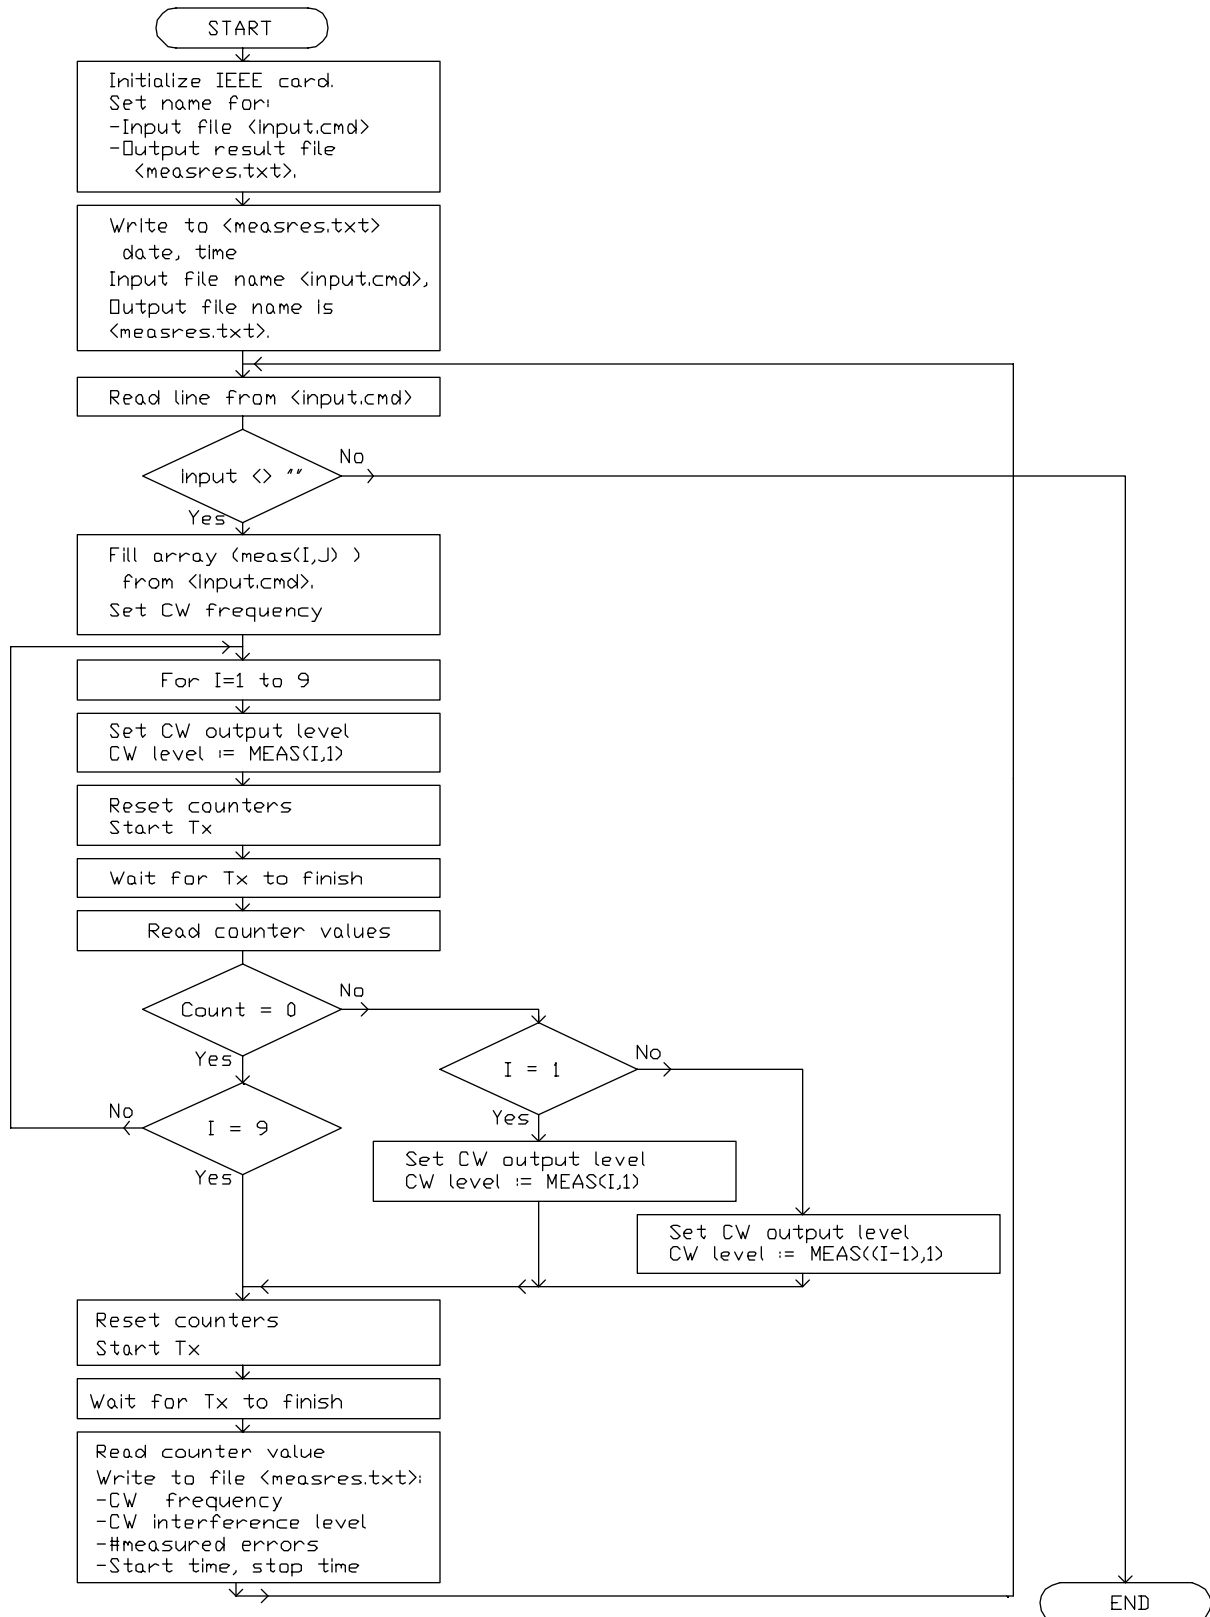 START
Initialize IEEE card.
Set name for:
-Input file <input.cmd>
-Output result file
<measres.txt>.
Write to <measres.txt>
date, time
Input file name <input.cmd>,
Output file name is
<measres.txt>.
Read line from <input.cmd>
Input <> ""
No
Yes
Fill array (meas(I,J) )
from <input.cmd>.
Set CW frequency
For I=1 to 9
Set CW output level
CW level := MEAS(I,1)
Reset counters
Start Tx
Wait for Tx to finish
Read counter values
Count = 0
No
Yes
I = 1
No
Yes
I = 9
No
Yes
Set CW output level
CW level := MEAS(I,1)
Set CW output level
CW level := MEAS((I-1),1)
Reset counters
Start Tx
Wait for Tx to finish
Read counter value
Write to file <measres.txt>:
-CW frequency
-CW interference level
-#measured errors
-Start time, stop time
END